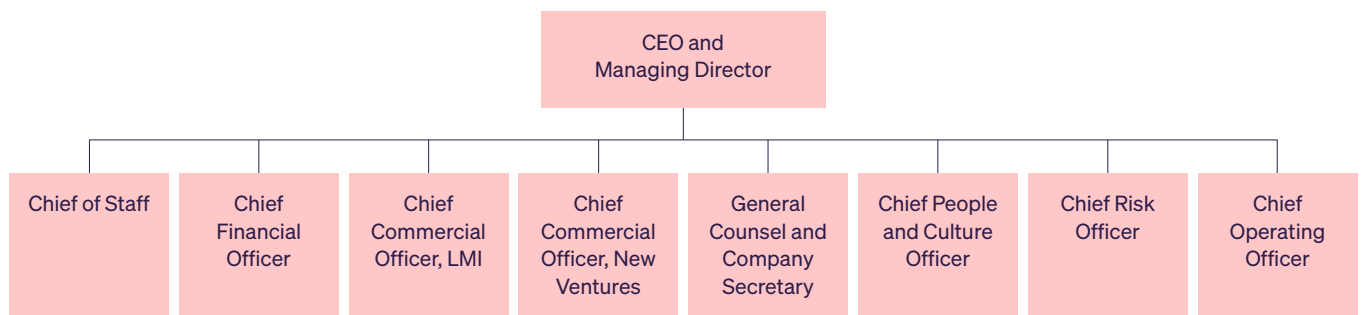 CEO and
Managing Director
Chief of Staff
Chief
Financial
Officer
Chief
Commercial
Officer, LMI
Chief
Commercial
Officer, New
Ventures
General
Counsel and
Company
Secretary
Chief People
and Culture
Officer
Chief Risk
Officer
Chief
Operating
Officer